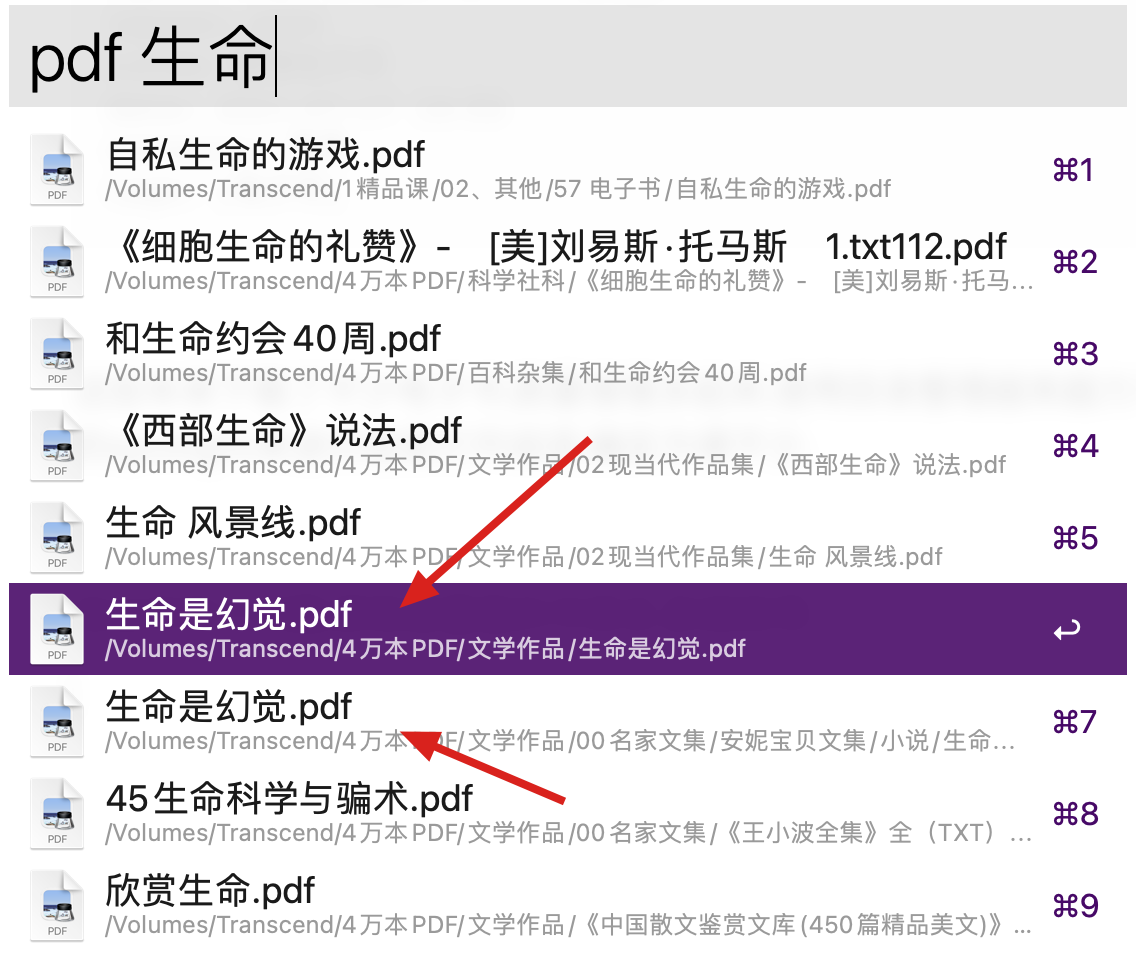 pdf 生命
自私生命的游戏.pdf
/Volumes/Transcend/1精品课/02、其他/57 电子书/自私生命的游戏.pdf
⌘1
《细胞生命的礼赞》- [美]刘易斯·托马斯 1.txt112.pdf
/Volumes/Transcend/4万本PDF/科学社科/《细胞生命的礼赞》- [美]刘易斯·托马...
⌘2
和生命约会40周.pdf
/Volumes/Transcend/4万本PDF/百科杂集/和生命约会40周.pdf
⌘3
《西部生命》说法.pdf
/Volumes/Transcend/4万本PDF/文学作品/02现当代作品集/《西部生命》说法.pdf
⌘4
生命 风景线.pdf
/Volumes/Transcend/4万本PDF/文学作品/02现当代作品集/生命 风景线.pdf
⌘5
生命是幻觉.pdf
/Volumes/Transcend/4万本PDF/文学作品/生命是幻觉.pdf
生命是幻觉.pdf
/Volumes/Transcend/4万本PDF/文学作品/00名家文集/安妮宝贝文集/小说/生命...
⌘7
45生命科学与骗术.pdf
/Volumes/Transcend/4万本PDF/文学作品/00名家文集/《王小波全集》全（TXT）...
⌘8
欣赏生命.pdf
/Volumes/Transcend/4万本PDF/文学作品/《中国散文鉴赏文库(450篇精品美文)》...
⌘9
PDF
PDF
PDF
PDF
PDF
PDF
PDF
PDF
PDF